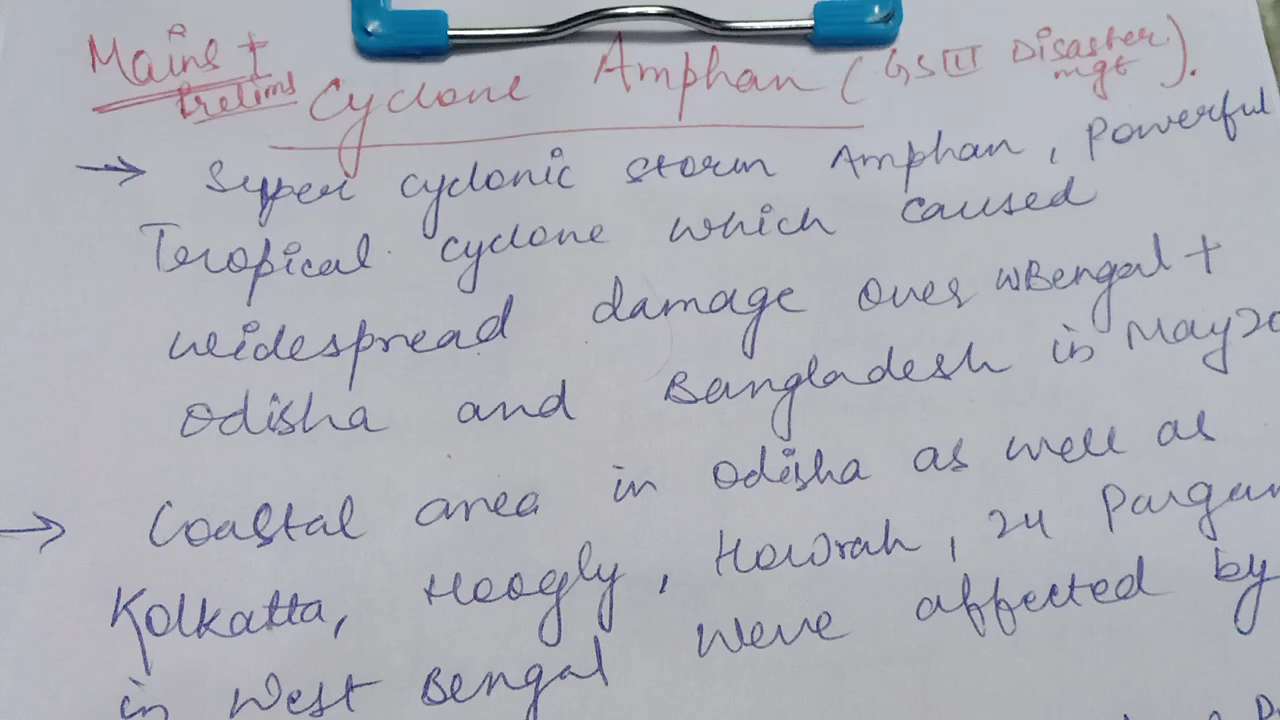 Mains +
Prelims
Cyclone Amphan (GS III Disaster mgt).
→ Super cyclonic storm Amphan, Powerful
Tropical cyclone which caused
widespread damage over WBengal +
Odisha and Bangladesh in May 20
→ Coastal area in Odisha as well as
Kolkatta, Hoogly, Howrah, 24 Pargan
in West Bengal were affected by